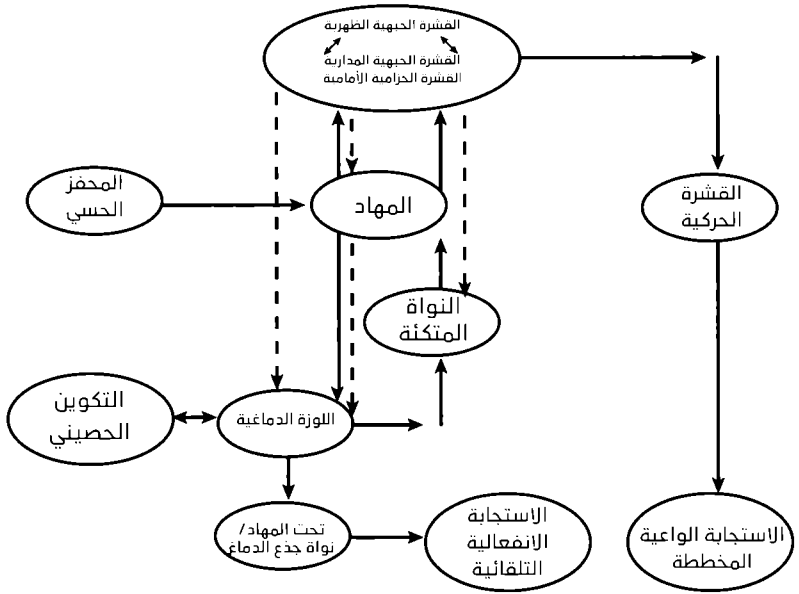 القشرة الجبهية الظهرية
القشرة الجبهية المدارية
القشرة الحزامية الأمامية
المحفز
الحسي
المهاد
القشرة
الحركية
النواة
المتكئة
التكوين
الحصيني
اللوزة الدماغية
تحت المهاد/
نواة جذع الدماغ
الاستجابة
الانفعالية
التلقائية
الاستجابة الواعية
المخططة